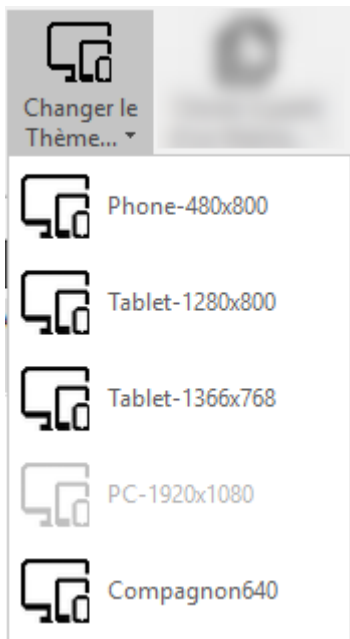 Changer le
Thème...
Phone-480x800
Tablet-1280x800
Tablet-1366x768
PC-1920x1080
Compagnon640